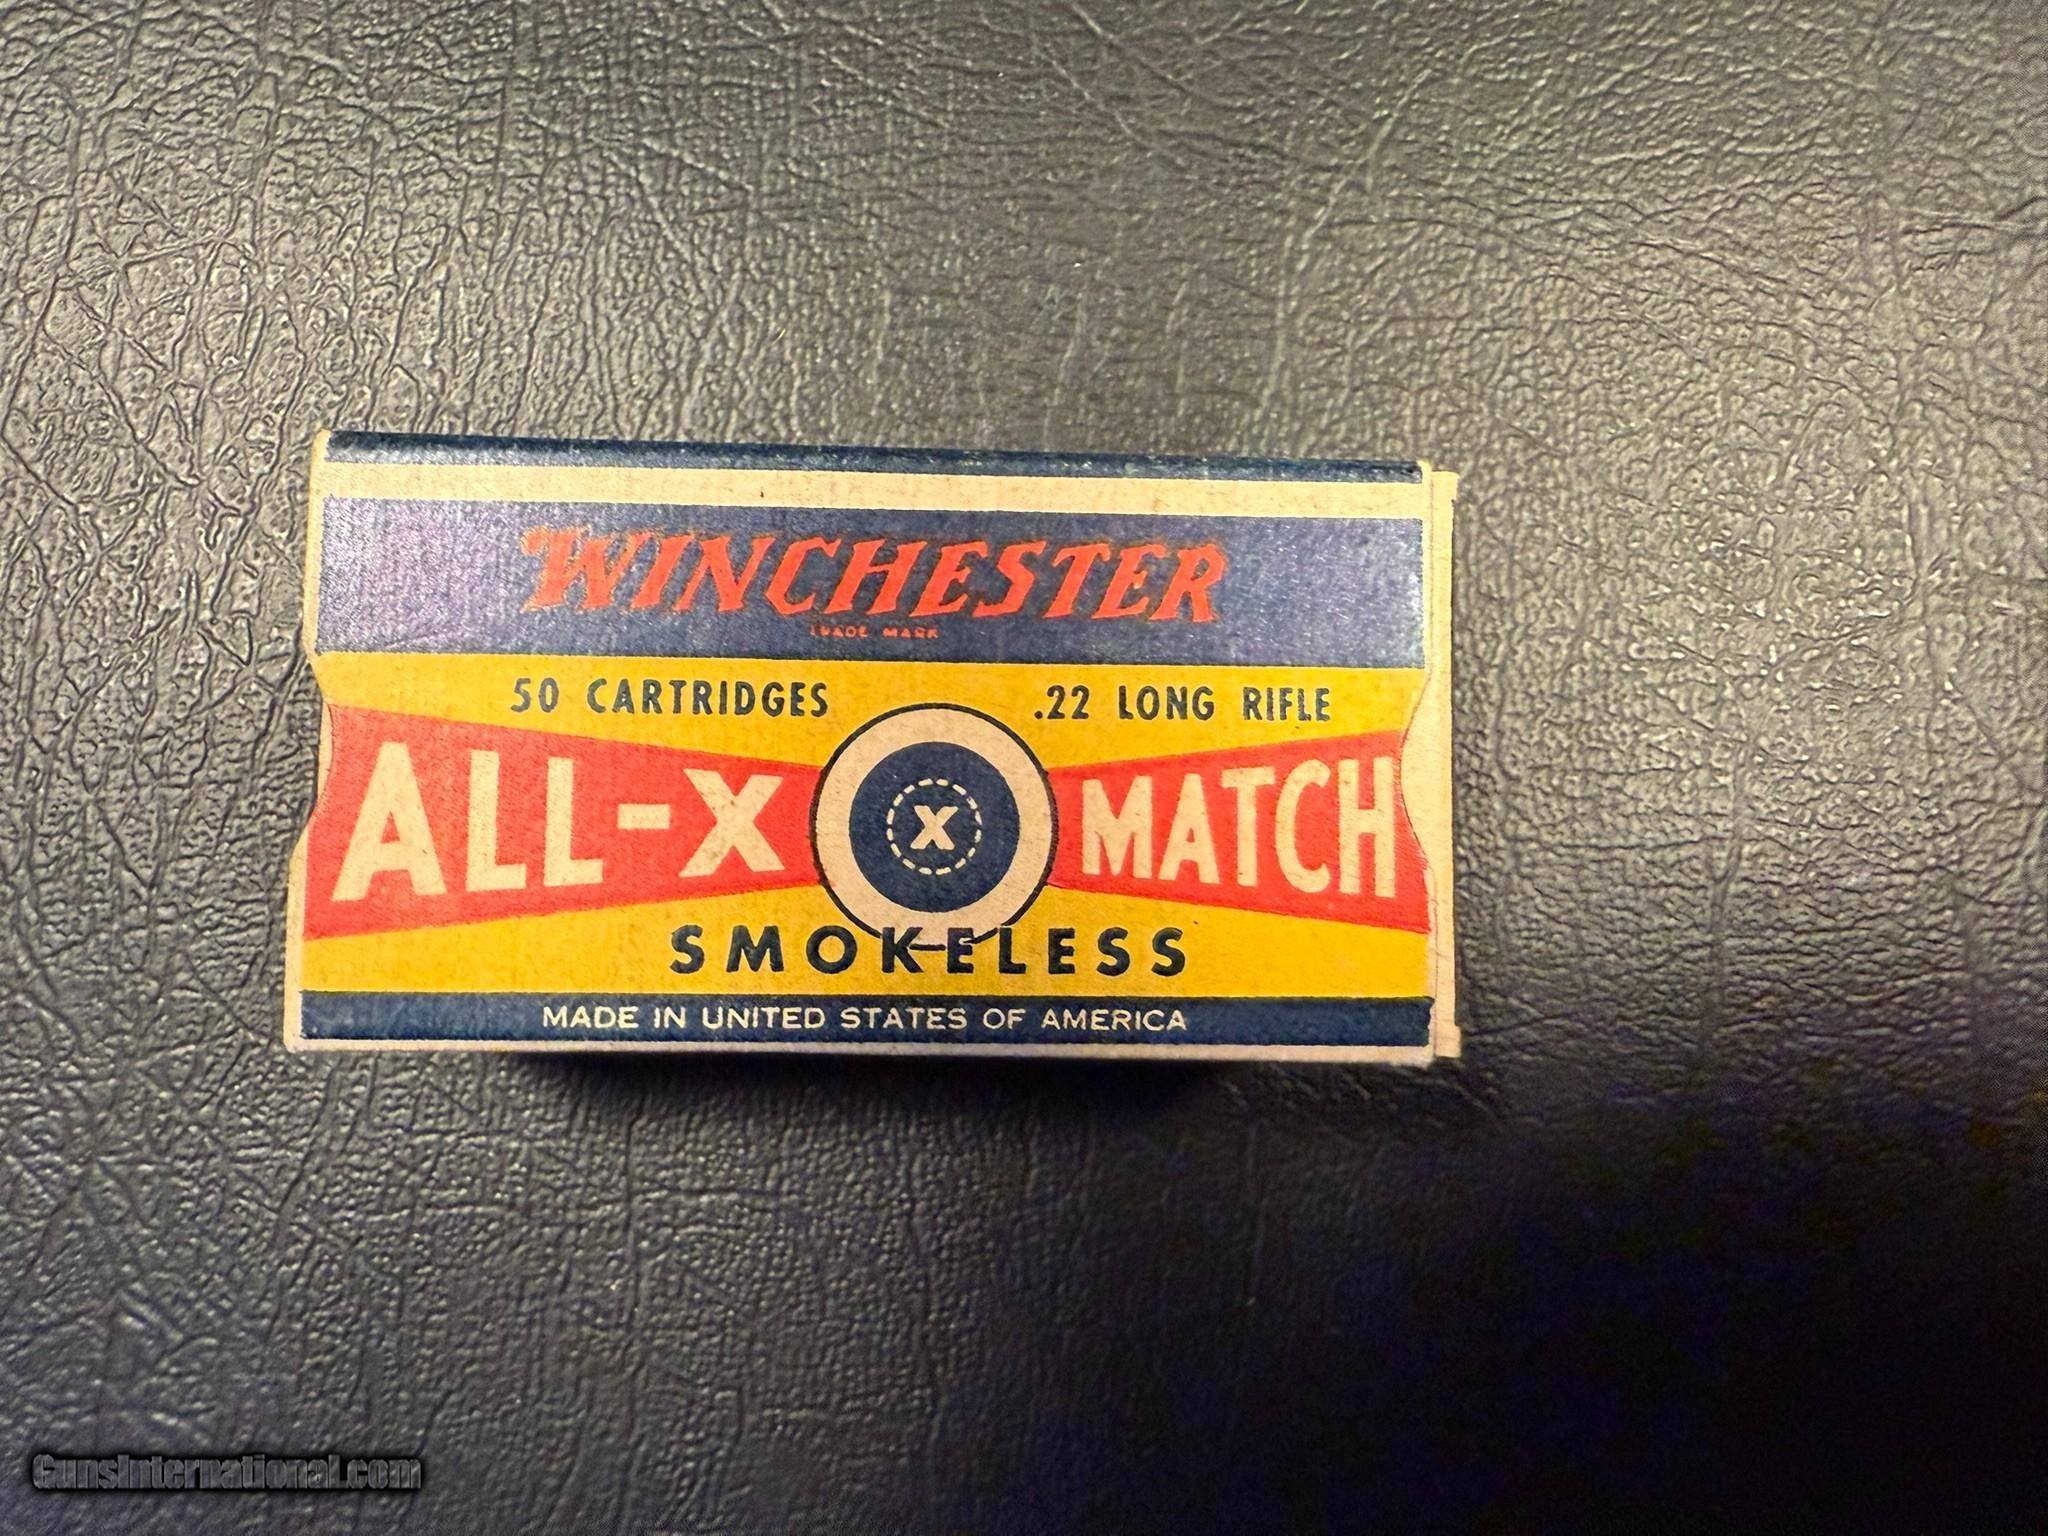 WINCHESTER
TRADE MARK
50 CARTRIDGES .22 LONG RIFLE
ALL-X X MATCH
SMOKELESS
MADE IN UNITED STATES OF AMERICA
GunsInternational.com